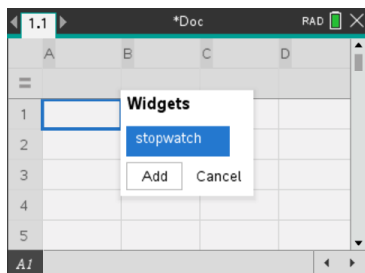 1.1 *Doc RAD
A B C D
=
1
2
3
4
5
Widgets
stopwatch
Add Cancel
A1